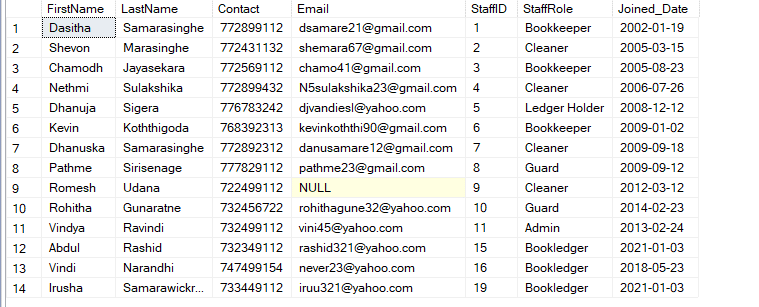 FirstName LastName Contact Email StaffID StaffRole Joined_Date
1 Dasitha Samarasinghe 772899112 dsamare21@gmail.com 1 Bookkeeper 2002-01-19
2 Shevon Marasinghe 772431132 shemara67@gmail.com 2 Cleaner 2005-03-15
3 Chamodh Jayasekara 772569112 chamo41@gmail.com 3 Bookkeeper 2005-08-23
4 Nethmi Sulakshika 772899432 N5sulakshika23@gmail.com 4 Cleaner 2006-07-26
5 Dhanuja Sigera 776783242 djvandiesl@yahoo.com 5 Ledger Holder 2008-12-12
6 Kevin Koththigoda 768392313 kevinkoththi90@gmail.com 6 Bookkeeper 2009-01-02
7 Dhanuska Samarasinghe 772892312 danusamare12@gmail.com 7 Cleaner 2009-09-18
8 Pathme Sirisenage 777829112 pathme23@gmail.com 8 Guard 2009-09-12
9 Romesh Udana 722499112 NULL 9 Cleaner 2012-03-12
10 Rohitha Gunaratne 732456722 rohithagune32@yahoo.com 10 Guard 2014-02-23
11 Vindya Ravindi 732499112 vini45@yahoo.com 11 Admin 2013-02-24
12 Abdul Rashid 732349112 rashid321@yahoo.com 15 Bookledger 2021-01-03
13 Vindi Narandhi 747499154 never23@yahoo.com 16 Bookledger 2018-05-23
14 Irusha Samarawickr... 733449112 iruu321@yahoo.com 19 Bookledger 2021-01-03